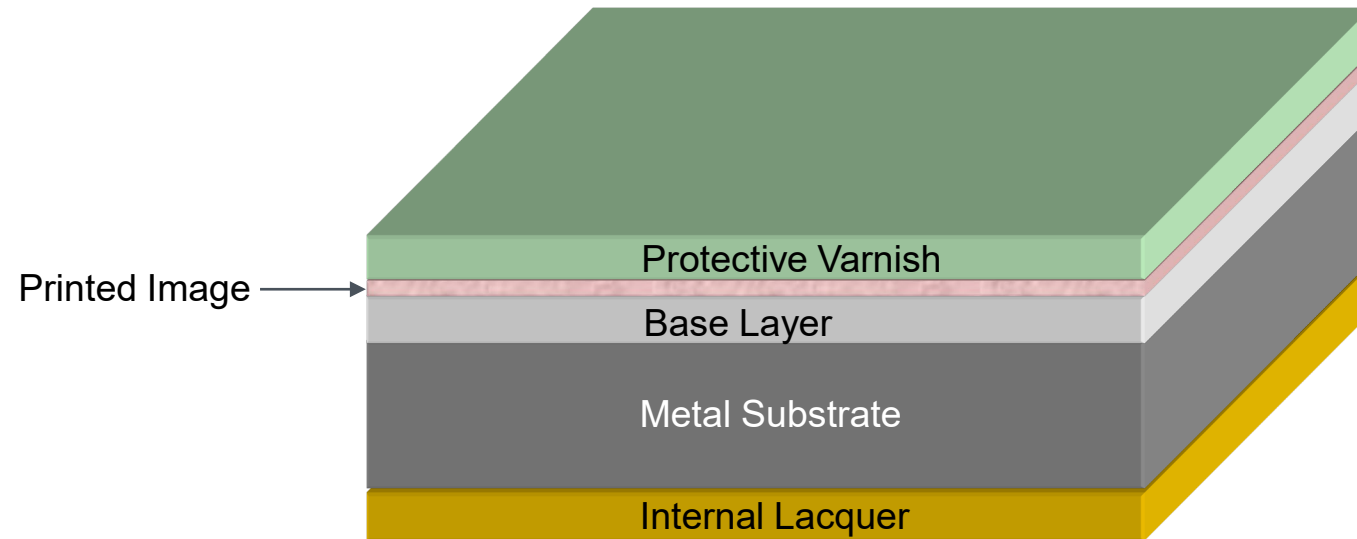 Protective Varnish
Printed Image
Base Layer
Metal Substrate
Internal Lacquer